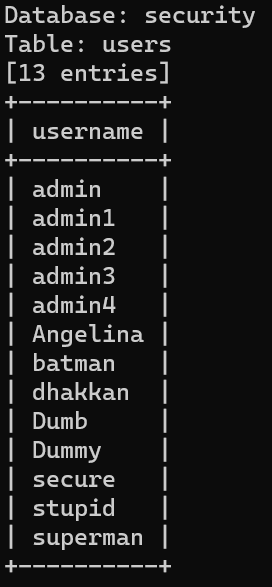 Database: security
Table: users
[13 entries]
+----------+
| username |
+----------+
| admin    |
| admin1   |
| admin2   |
| admin3   |
| admin4   |
| Angelina |
| batman   |
| dhakkan  |
| Dumb     |
| Dummy    |
| secure   |
| stupid   |
| superman |
+----------+